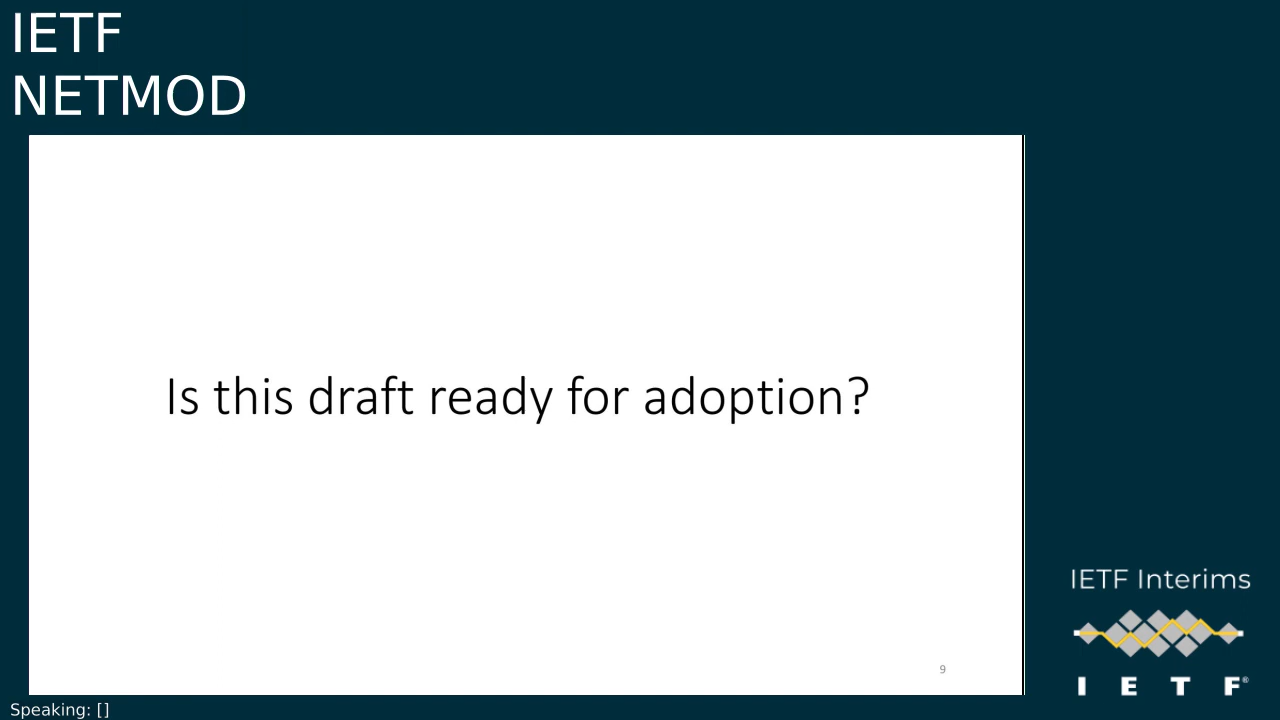 IETF
NETMOD
Is this draft ready for adoption?
9
IETF Interims
I E T F®
Speaking: []